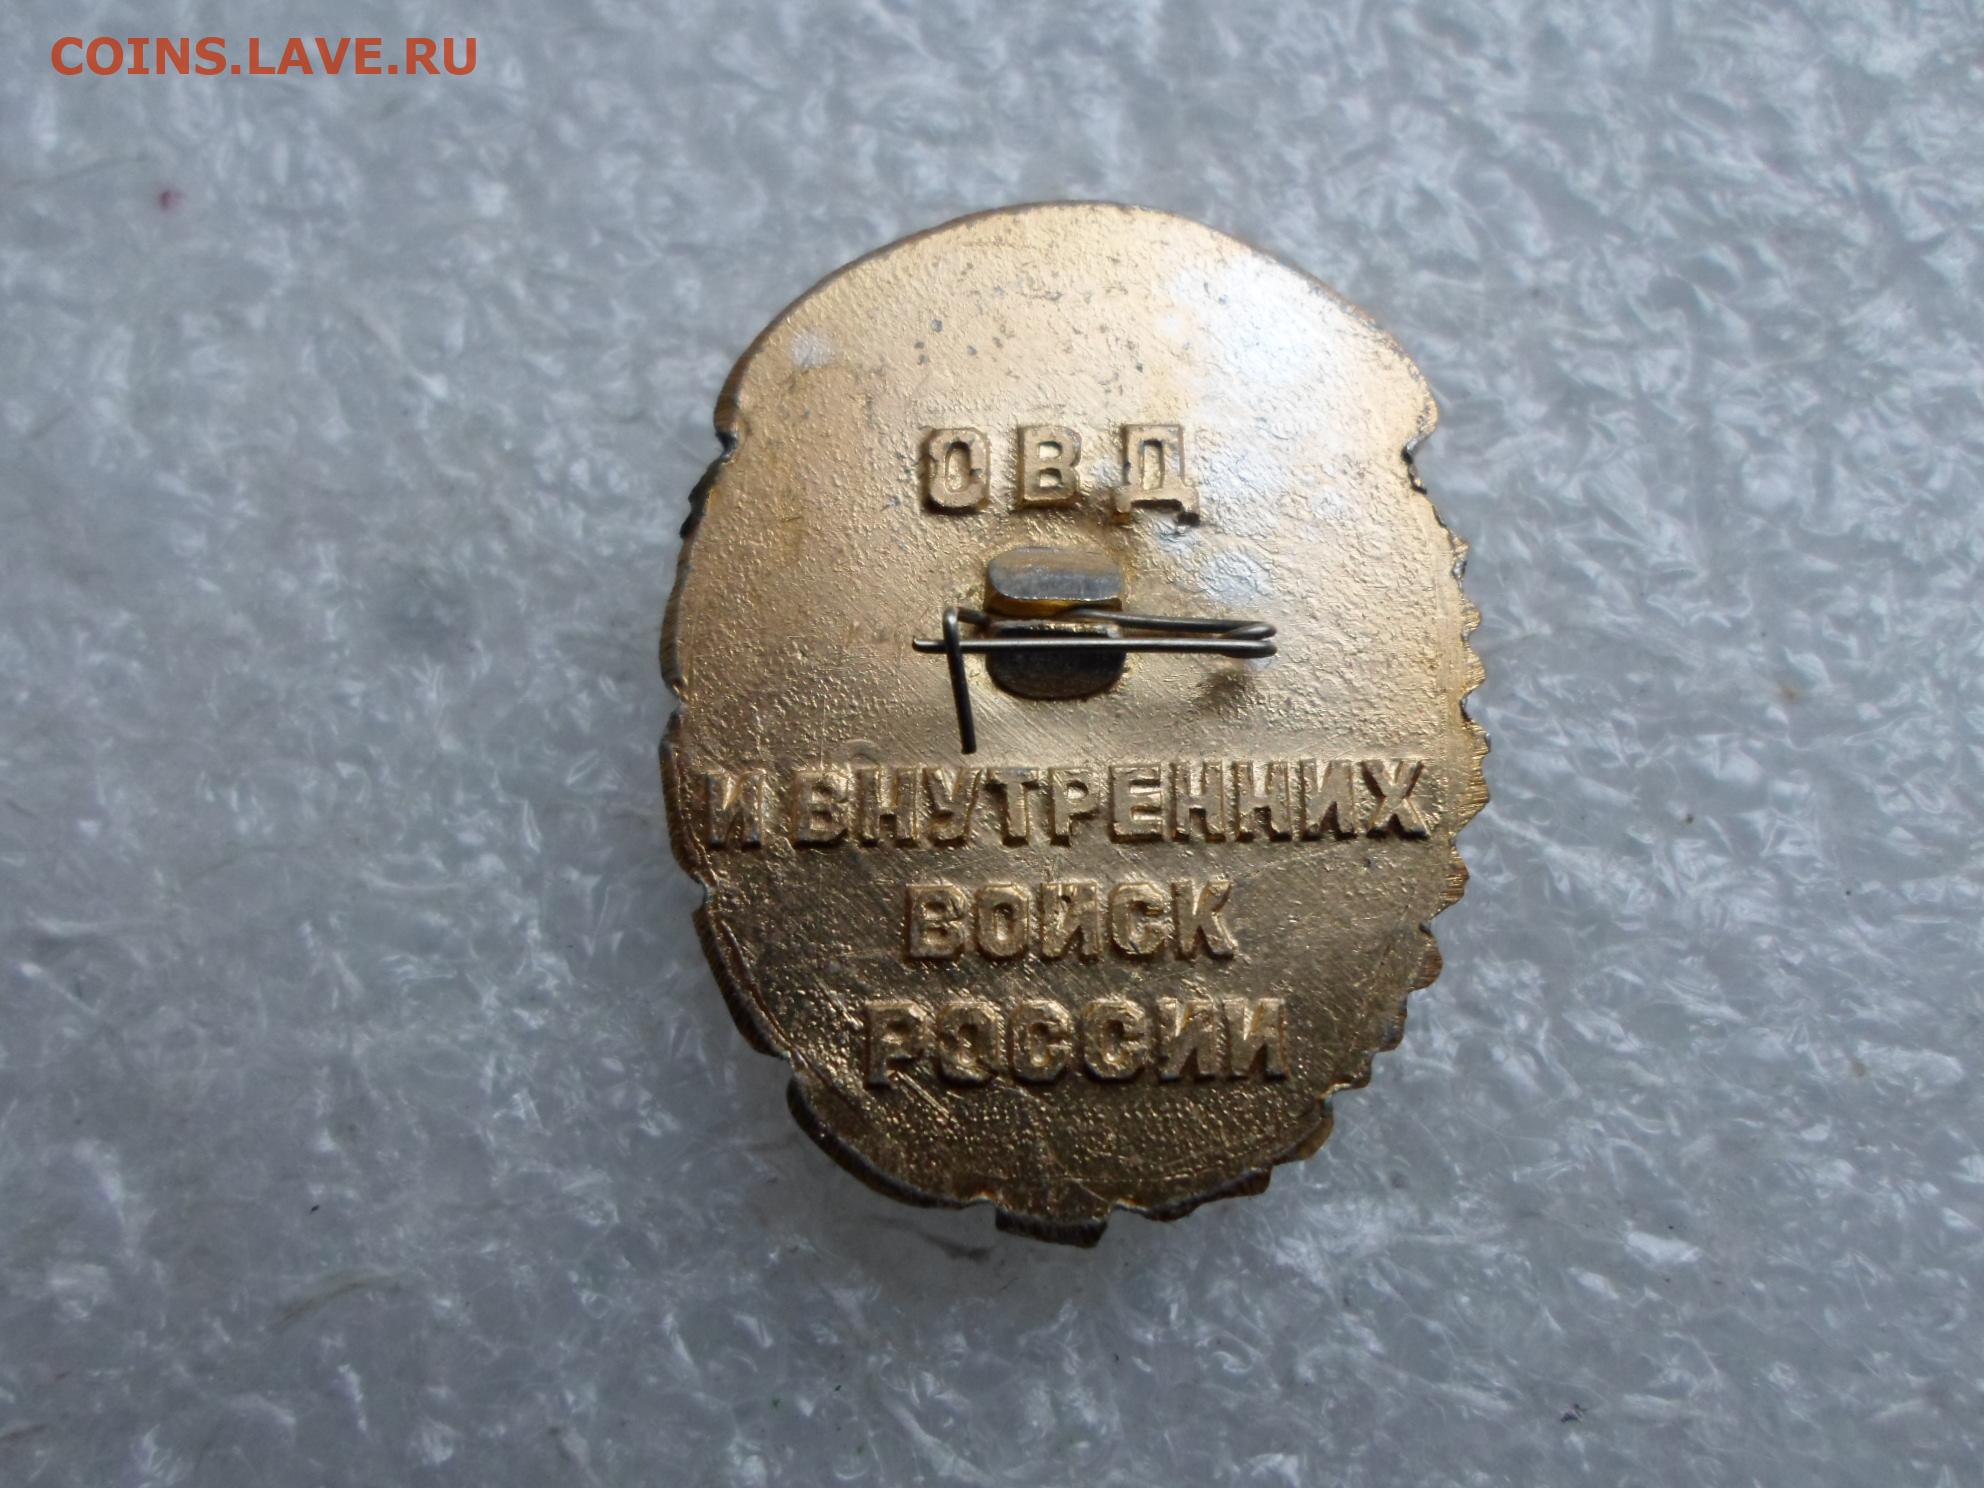 COINS.LAVE.RU
ОВД
И ВНУТРЕННИХ
ВОЙСК
РОССИИ